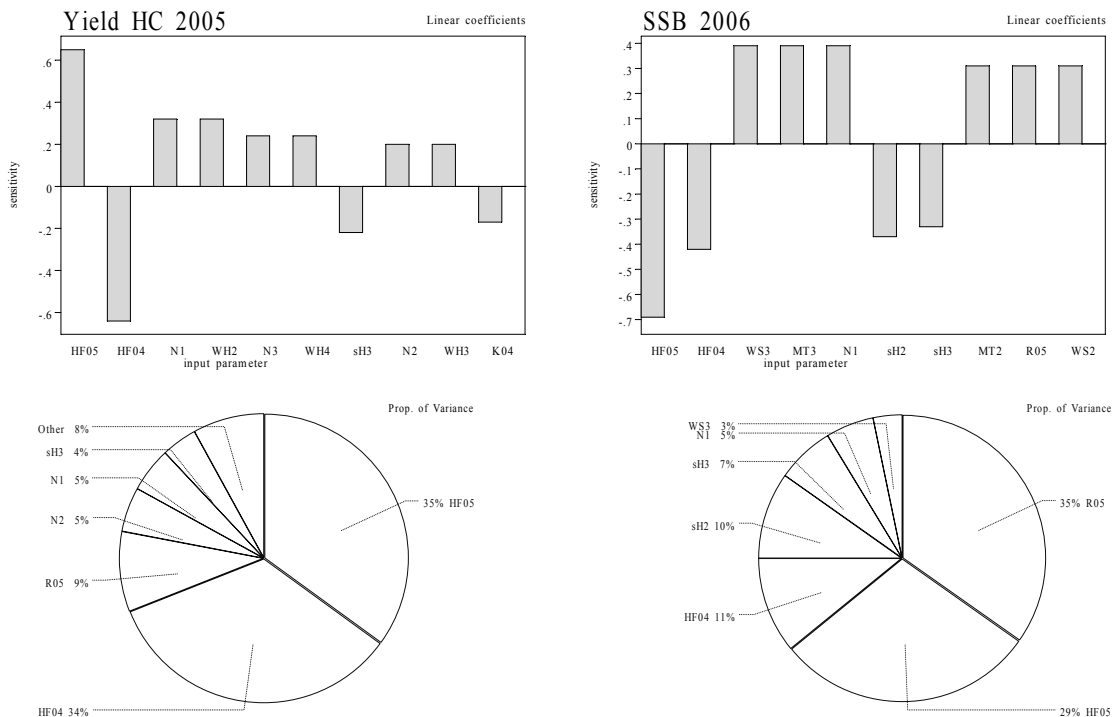 Yield HC 2005
Linear coefficients
.6
.4
.2
0
-.2
-.4
-.6
sensitivity
HF05 HF04 N1 WH2 N3 WH4 sH3 N2 WH3 K04
input parameter
SSB 2006
Linear coefficients
.4
.3
.2
.1
0
-.1
-.2
-.3
-.4
-.5
-.6
-.7
sensitivity
HF05 HF04 WS3 MT3 N1 sH2 sH3 MT2 R05 WS2
input parameter
Prop. of Variance
Other 8%
sH3 4%
N1 5%
N2 5%
R05 9%
HF04 34%
35% HF05
Prop. of Variance
WS3 3%
N1 5%
sH3 7%
sH2 10%
HF04 11%
35% R05
29% HF05